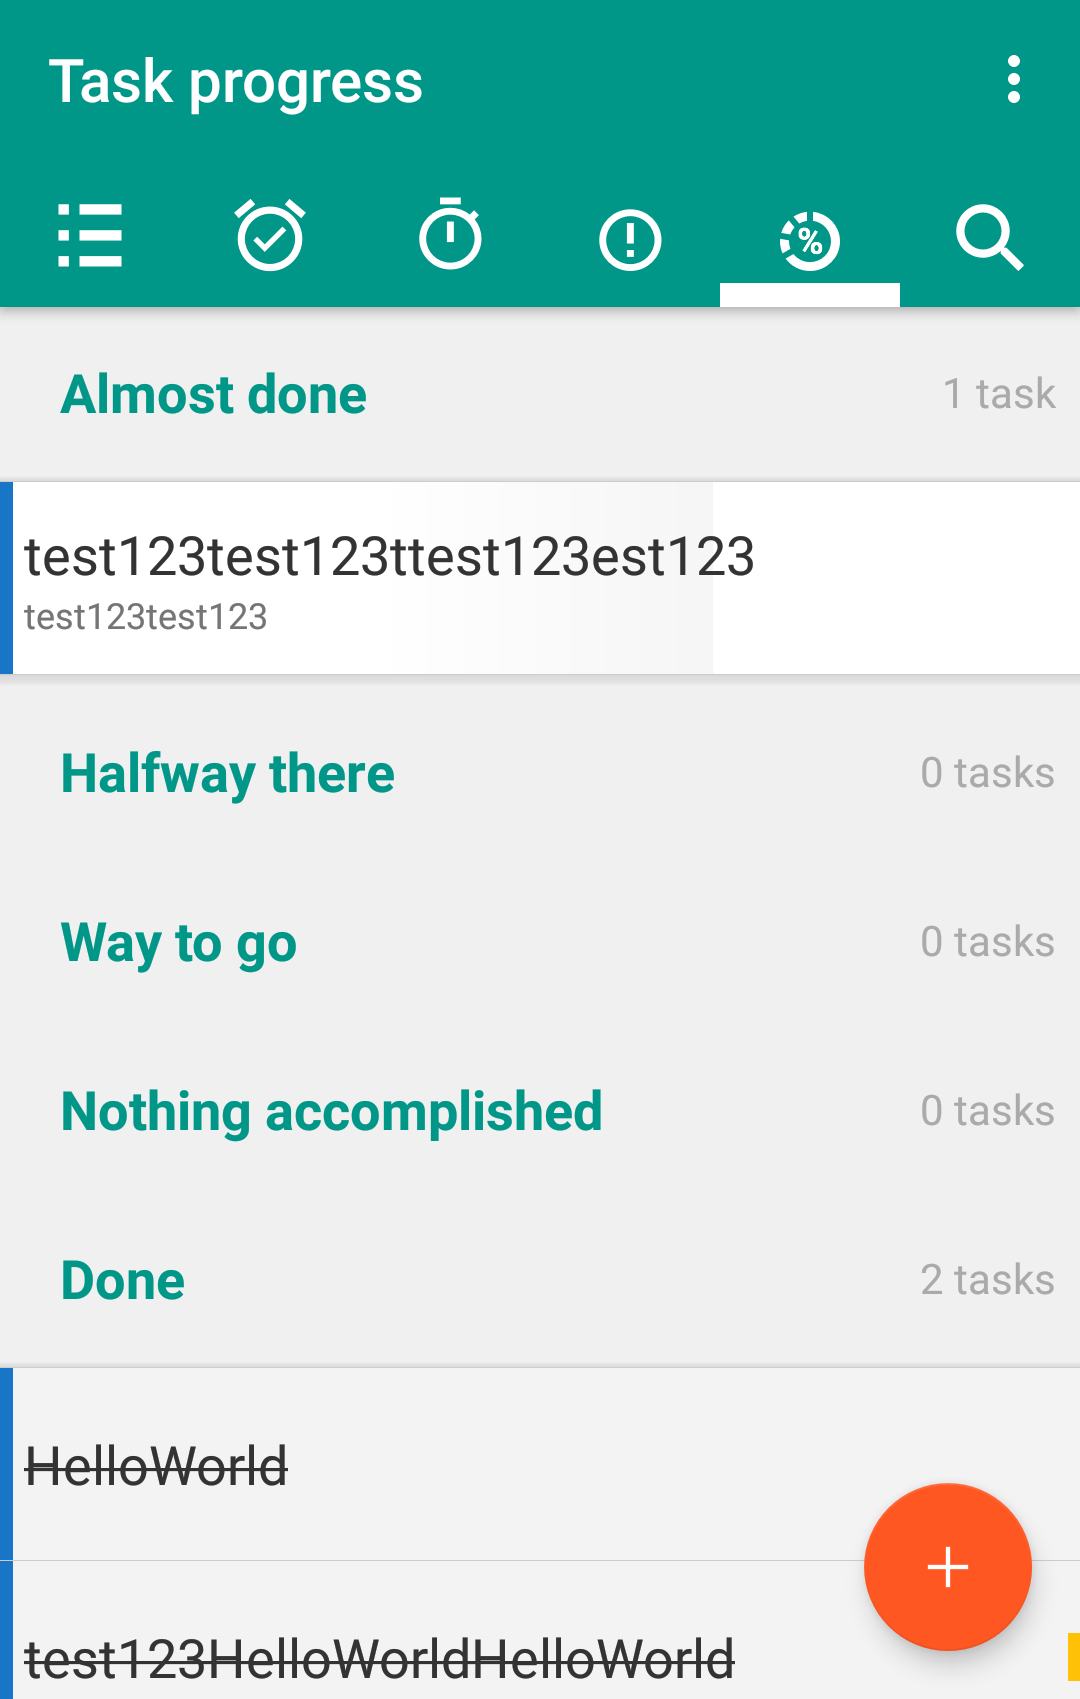 Task progress
%
Almost done
1 task
test123test123ttest123est123
test123test123
Halfway there
0 tasks
Way to go
0 tasks
Nothing accomplished
0 tasks
Done
2 tasks
HelloWorld
test123HelloWorldHelloWorld